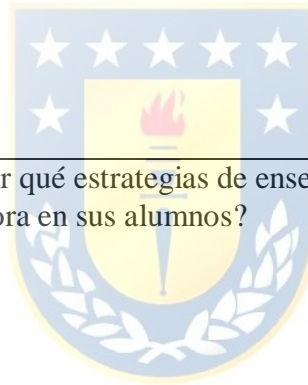 r qué estrategias de ense
ora en sus alumnos?